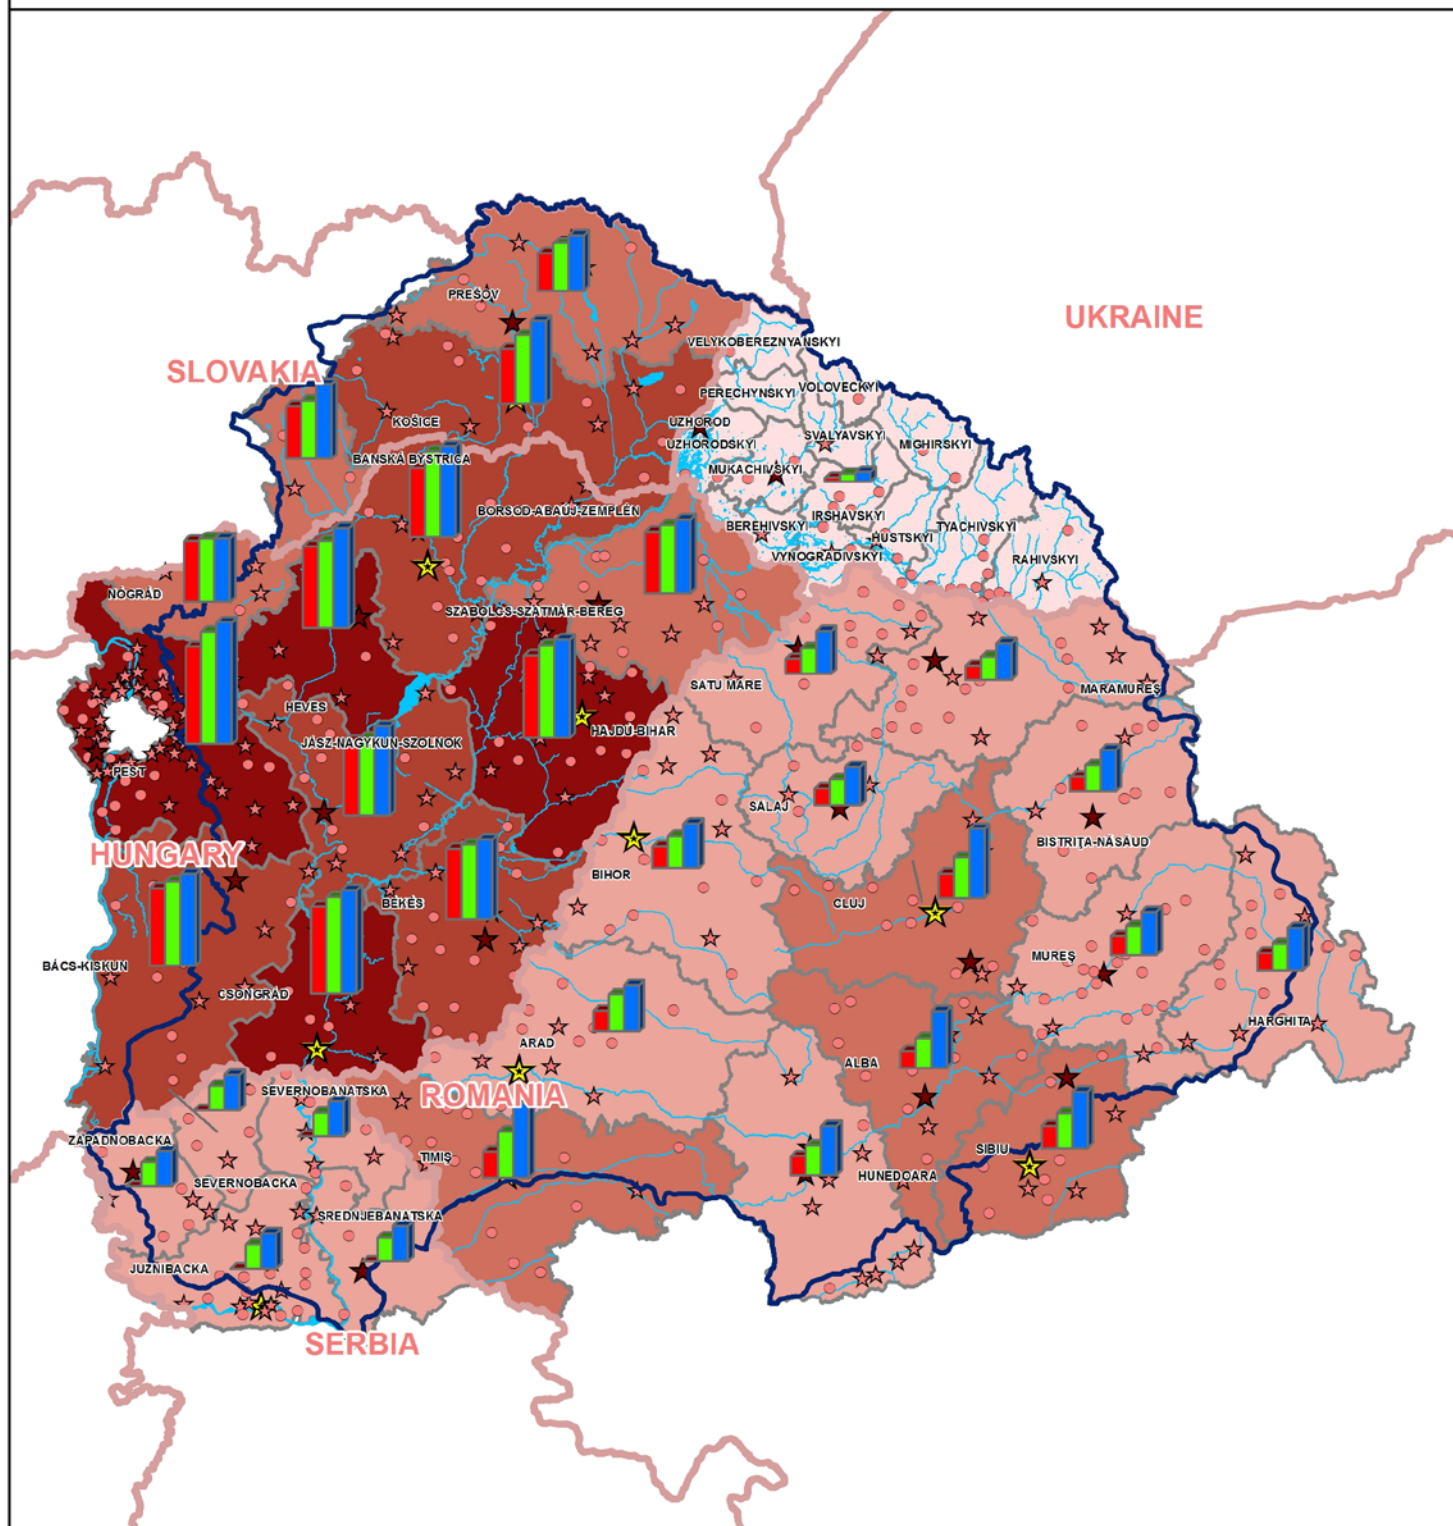 UKRAINE
PREŠOV
VELYKOBEREZNYANSKYI
SLOVAKIA
PERECHYNSKYI
VOLOVECKYI
KOŠICE
UZHOROD
UZHORODSKYI
SVALYAVSKYI
MIGHIRSKYI
BANSKÁ BYSTRICA
MUKACHIVSKYI
BORSOD-ABAÚJ-ZEMPLÉN
IRSHAVSKYI
BEREHIVSKYI
TYACHIVSKYI
HUSTSKYI
VYNOGRADIVSKYI
RAHIVSKYI
NÓGRÁD
SZABOLCS-SZATMÁR-BEREG
SATU MARE
MARAMUREŞ
HEVES
HAJDÚ-BIHAR
JÁSZ-NAGYKUN-SZOLNOK
PEST
SĂLAJ
BISTRIŢA-NĂSĂUD
HUNGARY
BIHOR
BÉKÉS
CLUJ
MUREŞ
BÁCS-KISKUN
CSONGRÁD
HARGHITA
ARAD
ALBA
SEVERNOBANATSKA
ROMANIA
ZAPADNOBACKA
TIMIŞ
SIBIU
HUNEDOARA
SEVERNOBACKA
SREDNJEBANATSKA
JUZNIBACKA
SERBIA